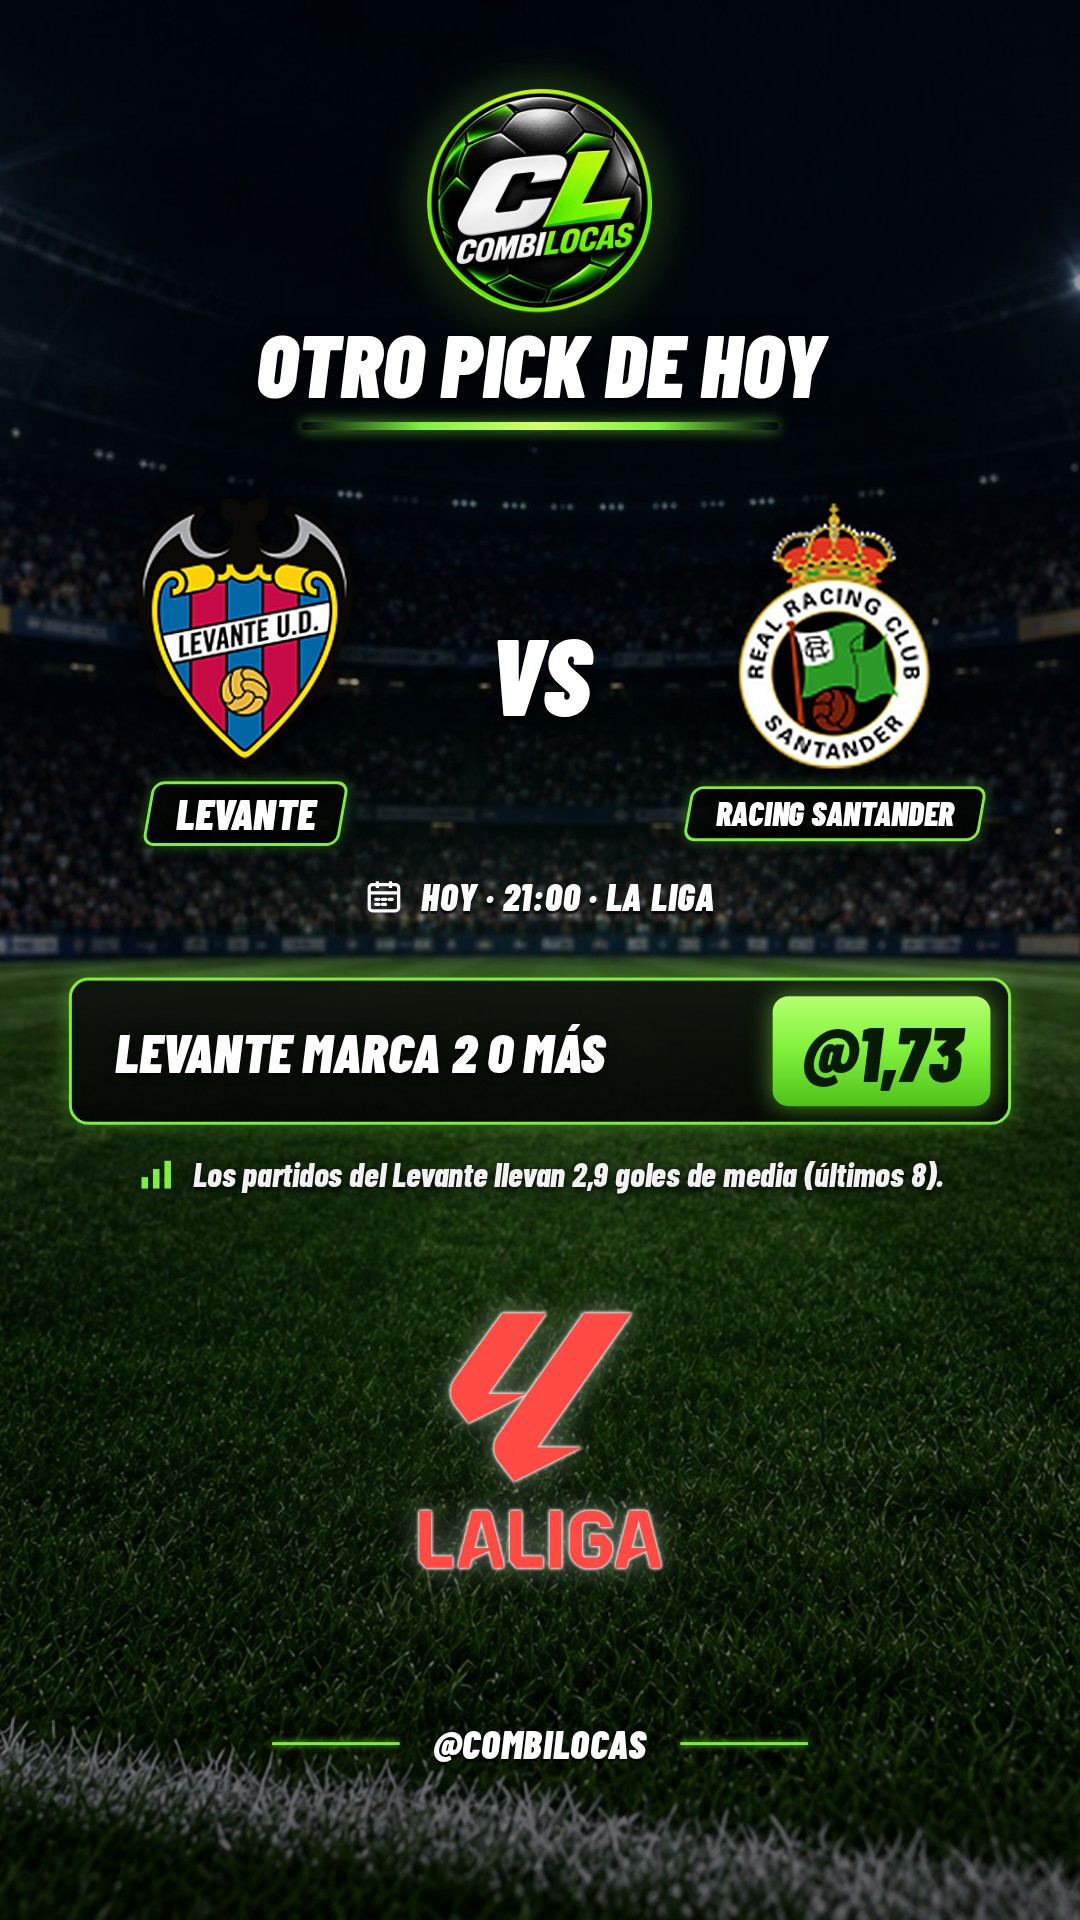 CL
COMBILOCAS
OTRO PICK DE HOY
LEVANTE U.D.
VS
REAL RACING CLUB
SANTANDER
LEVANTE
RACING SANTANDER
HOY · 21:00 · LA LIGA
LEVANTE MARCA 2 O MÁS
@1,73
Los partidos del Levante llevan 2,9 goles de media (últimos 8).
LALIGA
@COMBILOCAS